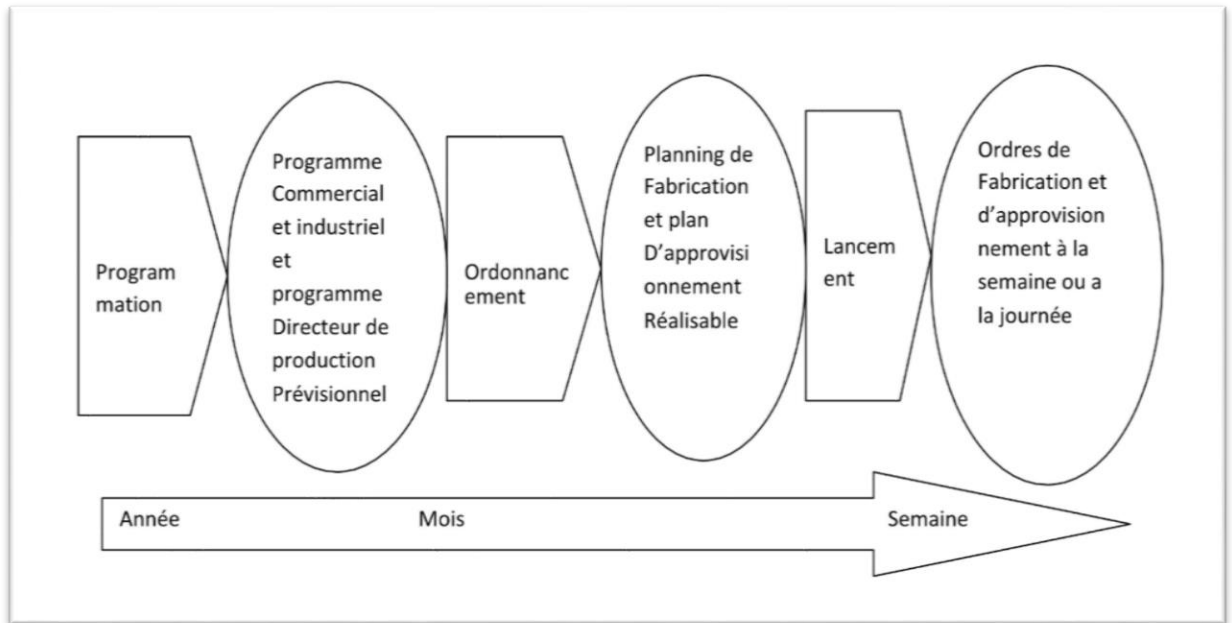 Program
mation
Programme
Commercial
et industriel
et
programme
Directeur de
production
Prévisionnel
Ordonnanc
ement
Planning de
Fabrication
et plan
D’approvisi
onnement
Réalisable
Lancem
ent
Ordres de
Fabrication et
d’approvision
nement à la
semaine ou a
la journée
Année
Mois
Semaine